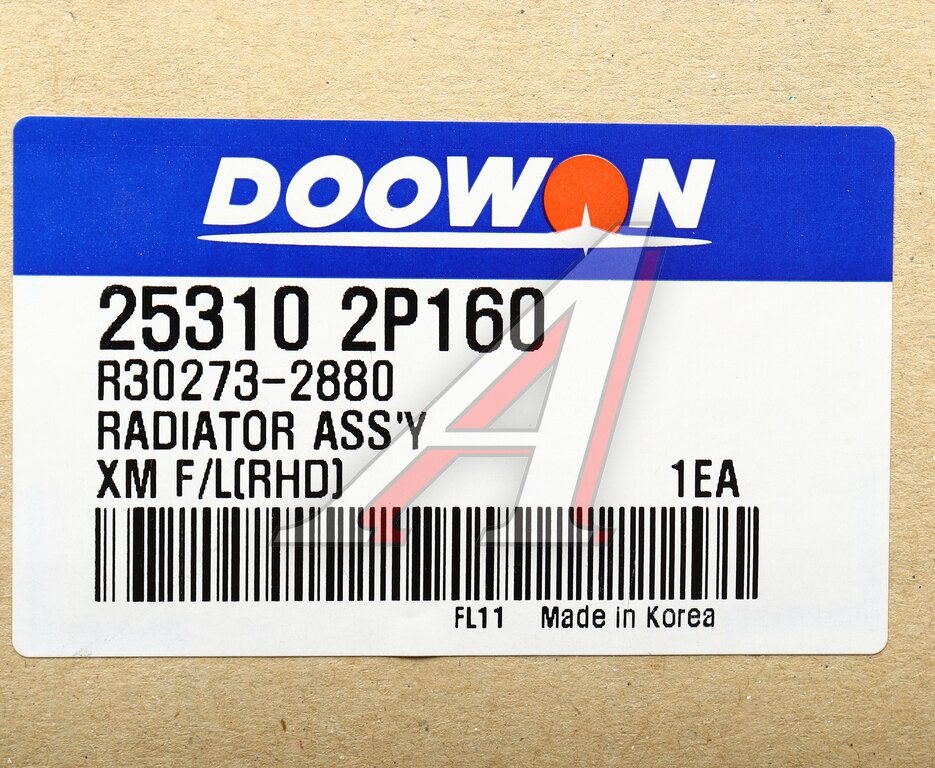 DOOWON
25310 2P160
R30273-2880
RADIATOR ASS'Y
XM F/L(RHD) 1EA
FL11 Made in Korea